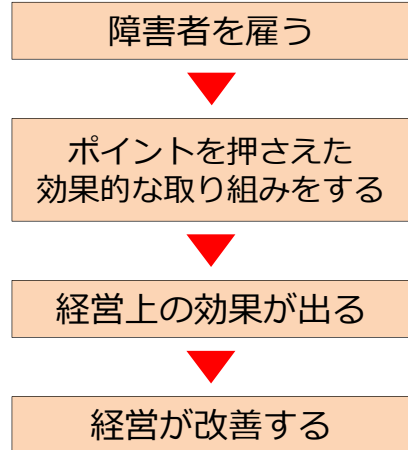 障害者を雇う
ポイントを押さえた
効果的な取り組みをする
経営上の効果が出る
経営が改善する